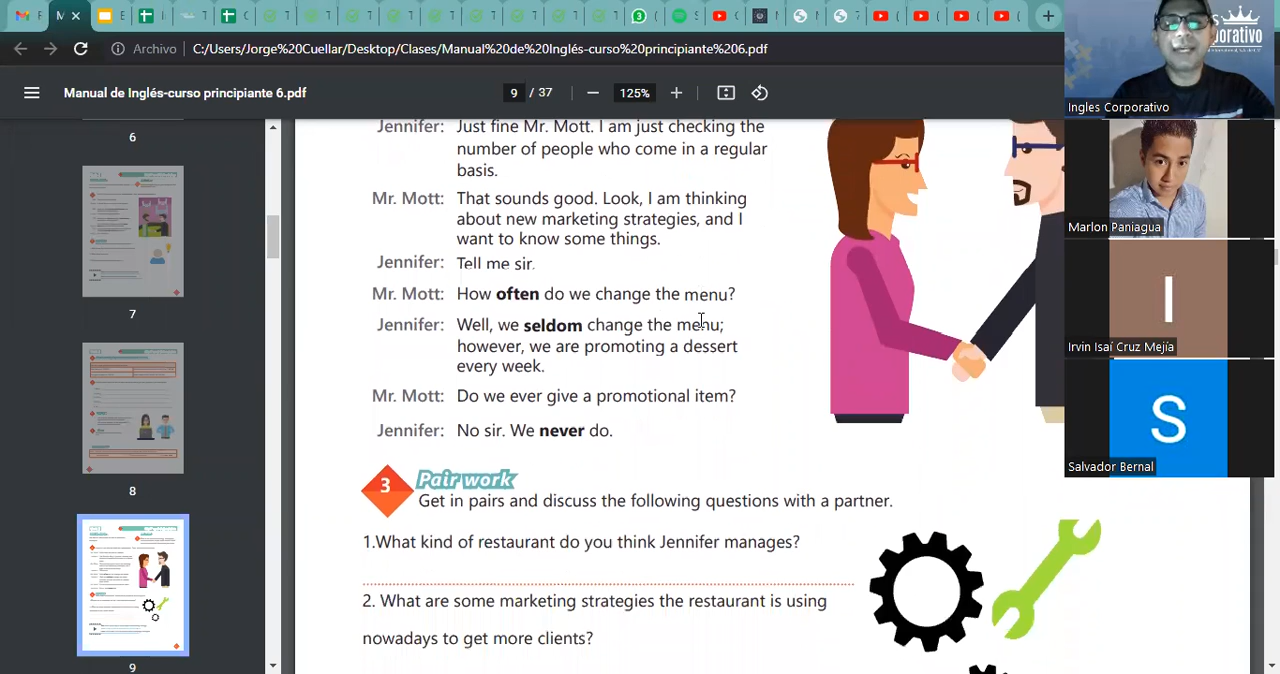 M
Archivo C:/Users/Jorge%20Cuellar/Desktop/Clases/Manual%20de%20Inglés-curso%20principiante%206.pdf
Manual de Inglés-curso principiante 6.pdf
9 / 37
125%
6
7
8
9
Jennifer: Just fine Mr. Mott. I am just checking the
number of people who come in a regular
basis.
Mr. Mott: That sounds good. Look, I am thinking
about new marketing strategies, and I
want to know some things.
Jennifer: Tell me sir.
Mr. Mott: How often do we change the menu?
Jennifer: Well, we seldom change the menu;
however, we are promoting a dessert
every week.
Mr. Mott: Do we ever give a promotional item?
Jennifer: No sir. We never do.
3 Pair work
Get in pairs and discuss the following questions with a partner.
1.What kind of restaurant do you think Jennifer manages?
2. What are some marketing strategies the restaurant is using
nowadays to get more clients?
Ingles Corporativo
Marlon Paniagua
I
Irvin Isaí Cruz Mejía
S
Salvador Bernal